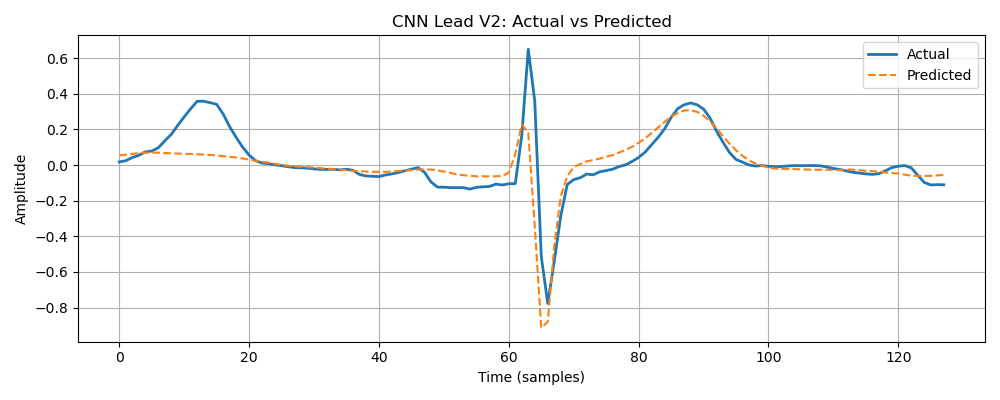 CNN Lead V2: Actual vs Predicted
Actual
Predicted
Amplitude
0.6
0.4
0.2
0.0
−0.2
−0.4
−0.6
−0.8
0 20 40 60 80 100 120
Time (samples)